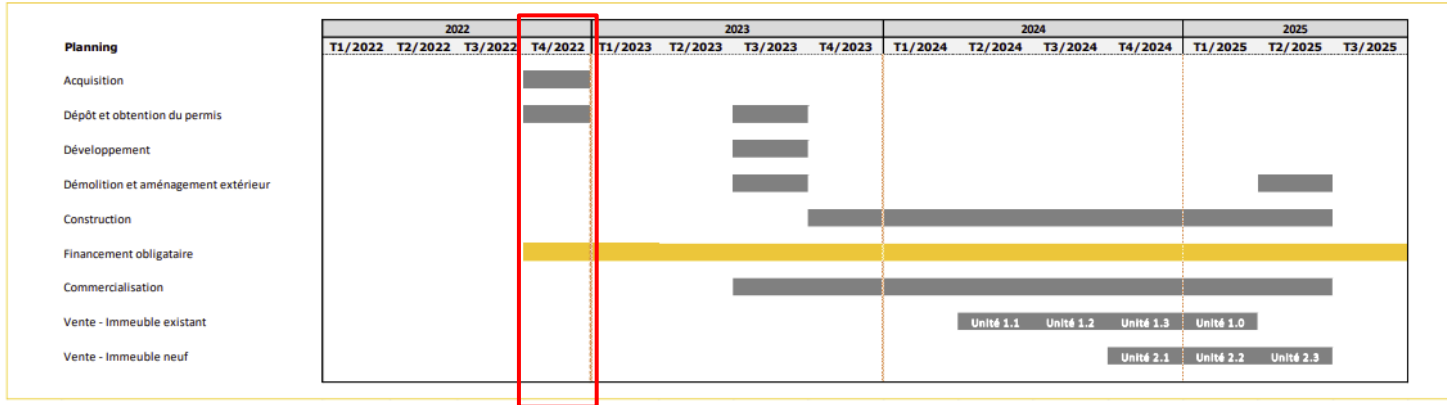 2022 2023 2024 2025
Planning T1/2022 T2/2022 T3/2022 T4/2022 T1/2023 T2/2023 T3/2023 T4/2023 T1/2024 T2/2024 T3/2024 T4/2024 T1/2025 T2/2025 T3/2025
Acquisition
Dépôt et obtention du permis
Développement
Démolition et aménagement extérieur
Construction
Financement obligataire
Commercialisation
Vente - Immeuble existant Unité 1.1 Unité 1.2 Unité 1.3 Unité 1.0
Vente - Immeuble neuf Unité 2.1 Unité 2.2 Unité 2.3